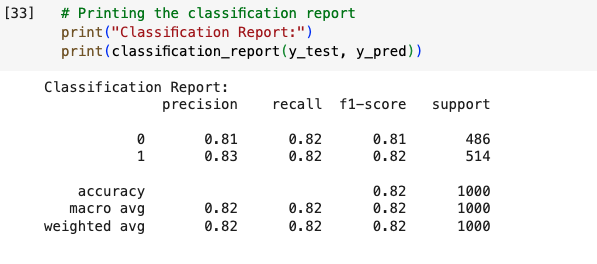 [33] # Printing the classification report
print("Classification Report:")
print(classification_report(y_test, y_pred))
Classification Report:
precision recall f1-score support
0 0.81 0.82 0.81 486
1 0.83 0.82 0.82 514
accuracy 0.82 1000
macro avg 0.82 0.82 0.82 1000
weighted avg 0.82 0.82 0.82 1000